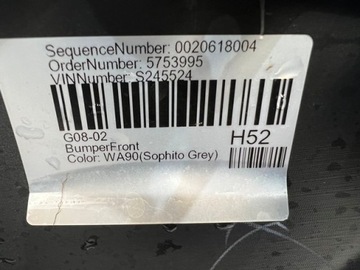 SequenceNumber: 0020618004
OrderNumber: 5753995
VINNumber: S245524
G08-02
H52
BumperFront
Color: WA90(Sophito Grey)